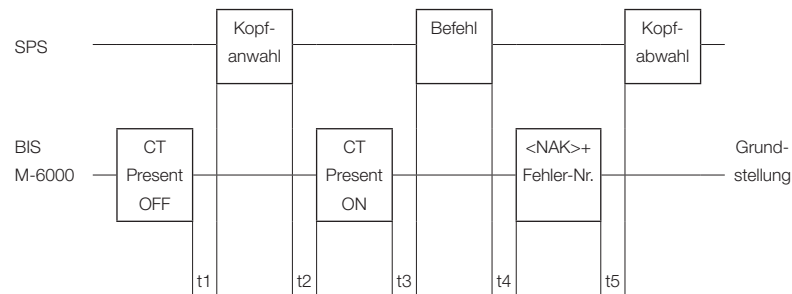 SPS
Kopf-
anwahl
Befehl
Kopf-
abwahl
BIS
M-6000
CT
Present
OFF
CT
Present
ON
<NAK>+
Fehler-Nr.
Grund-
stellung
t1
t2
t3
t4
t5